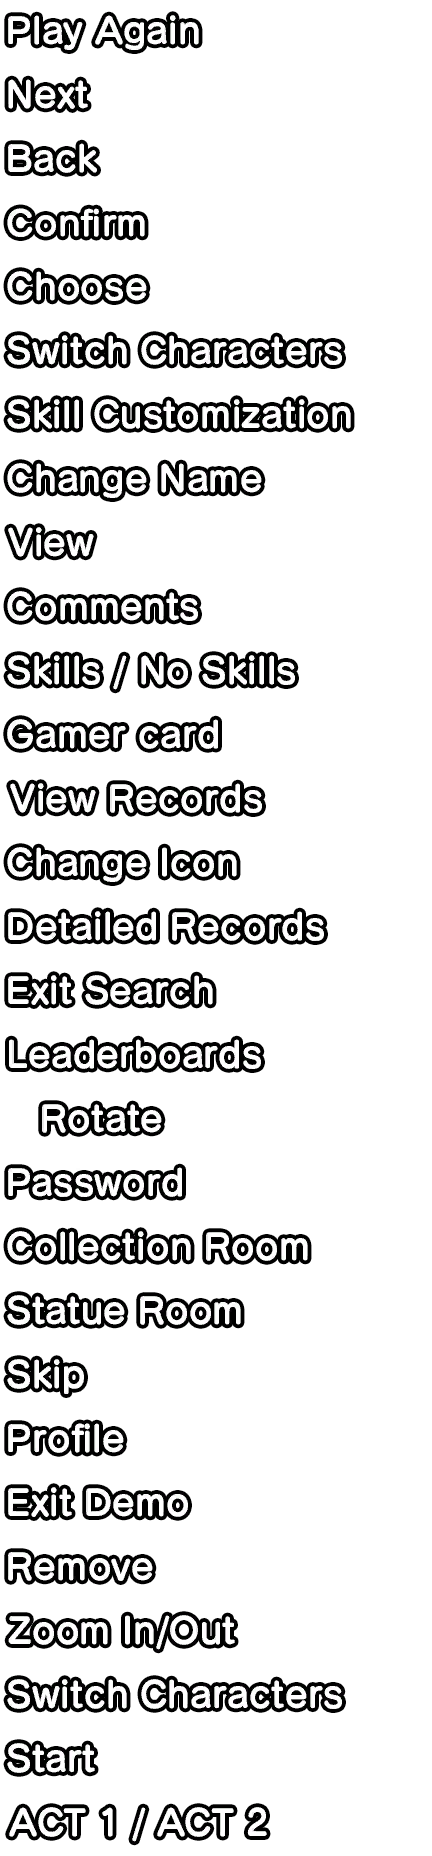 Play Again
Next
Back
Confirm
Choose
Switch Characters
Skill Customization
Change Name
View
Comments
Skills / No Skills
Gamer card
View Records
Change Icon
Detailed Records
Exit Search
Leaderboards
Rotate
Password
Collection Room
Statue Room
Skip
Profile
Exit Demo
Remove
Zoom In/Out
Switch Characters
Start
ACT 1 / ACT 2